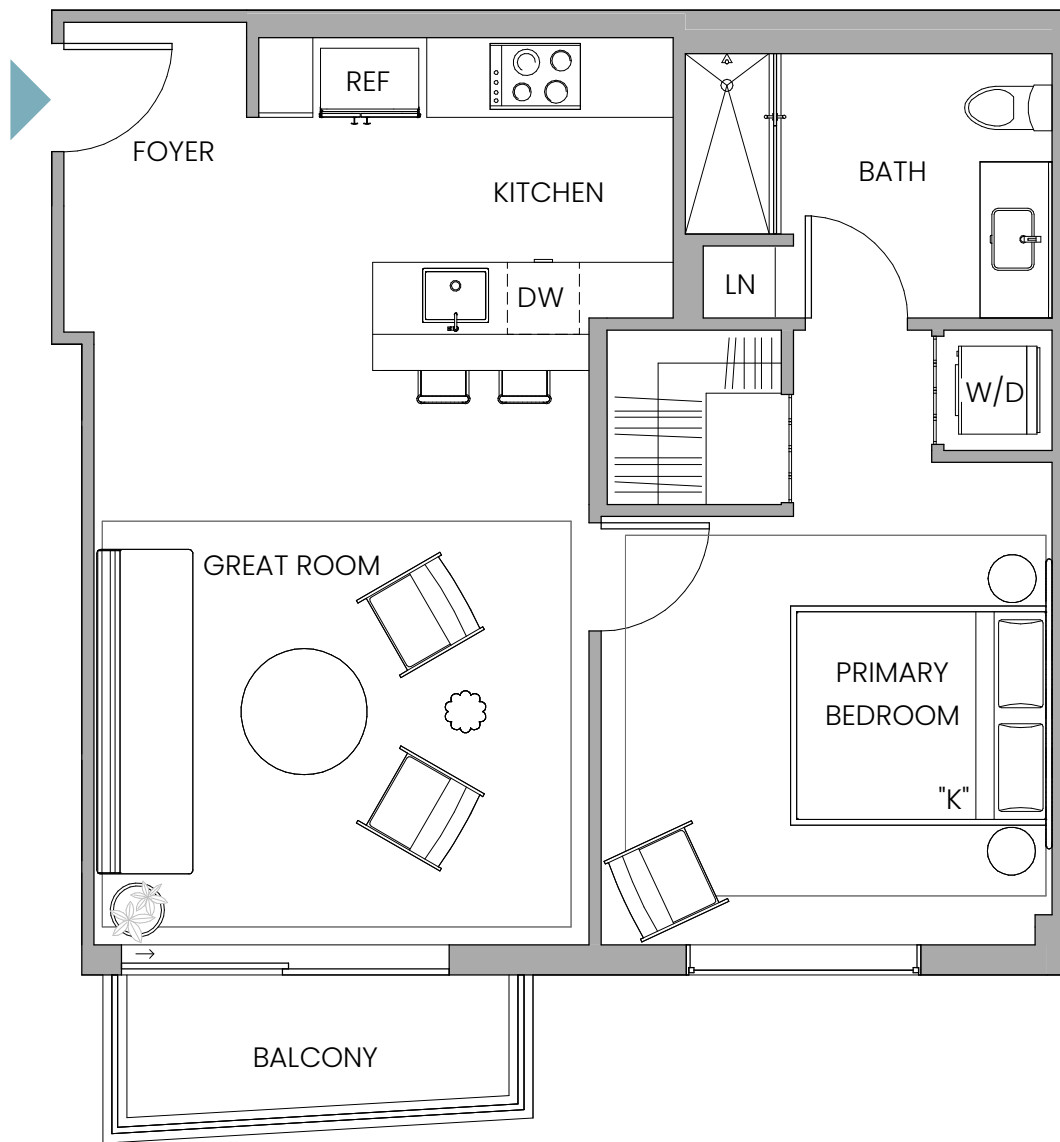 REF
FOYER
BATH
KITCHEN
LN
DW
W/D
GREAT ROOM
PRIMARY
BEDROOM
"K"
BALCONY